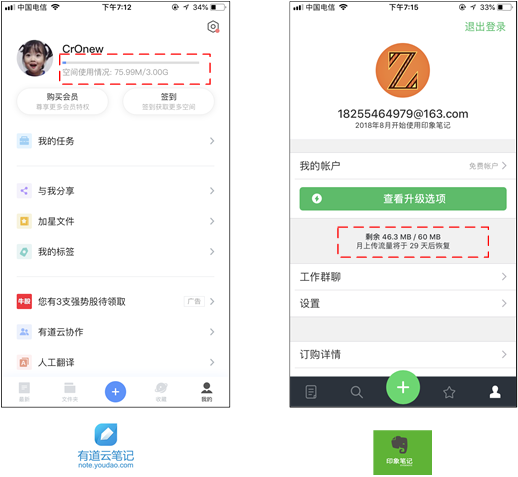 中国电信
下午7:12
34%
CrOnew
空间使用情况: 75.99M/3.00G
购买会员
尊享更多会员特权
签到
签到获取更多空间
我的任务
与我分享
加星文件
我的标签
牛股
您有3支强势股待领取
广告
有道云协作
人工翻译
最新
文件夹
收藏
我的
有道云笔记
note.youdao.com
中国电信
下午7:15
33%
退出登录
Z
18255464979@163.com
2018年8月开始使用印象笔记
我的帐户
免费帐户
查看升级选项
剩余 46.3 MB / 60 MB
月上传流量将于 29 天后恢复
工作群聊
设置
订购详情
印象笔记